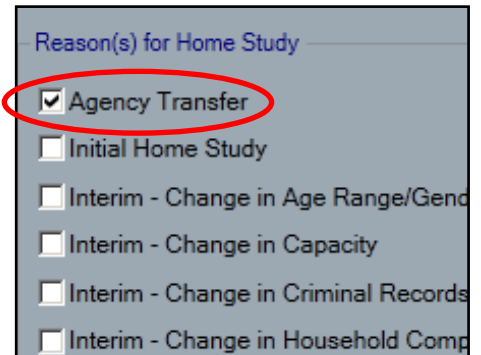 Reason(s) for Home Study
Agency Transfer
Initial Home Study
Interim - Change in Age Range/Gend
Interim - Change in Capacity
Interim - Change in Criminal Records
Interim - Change in Household Comp